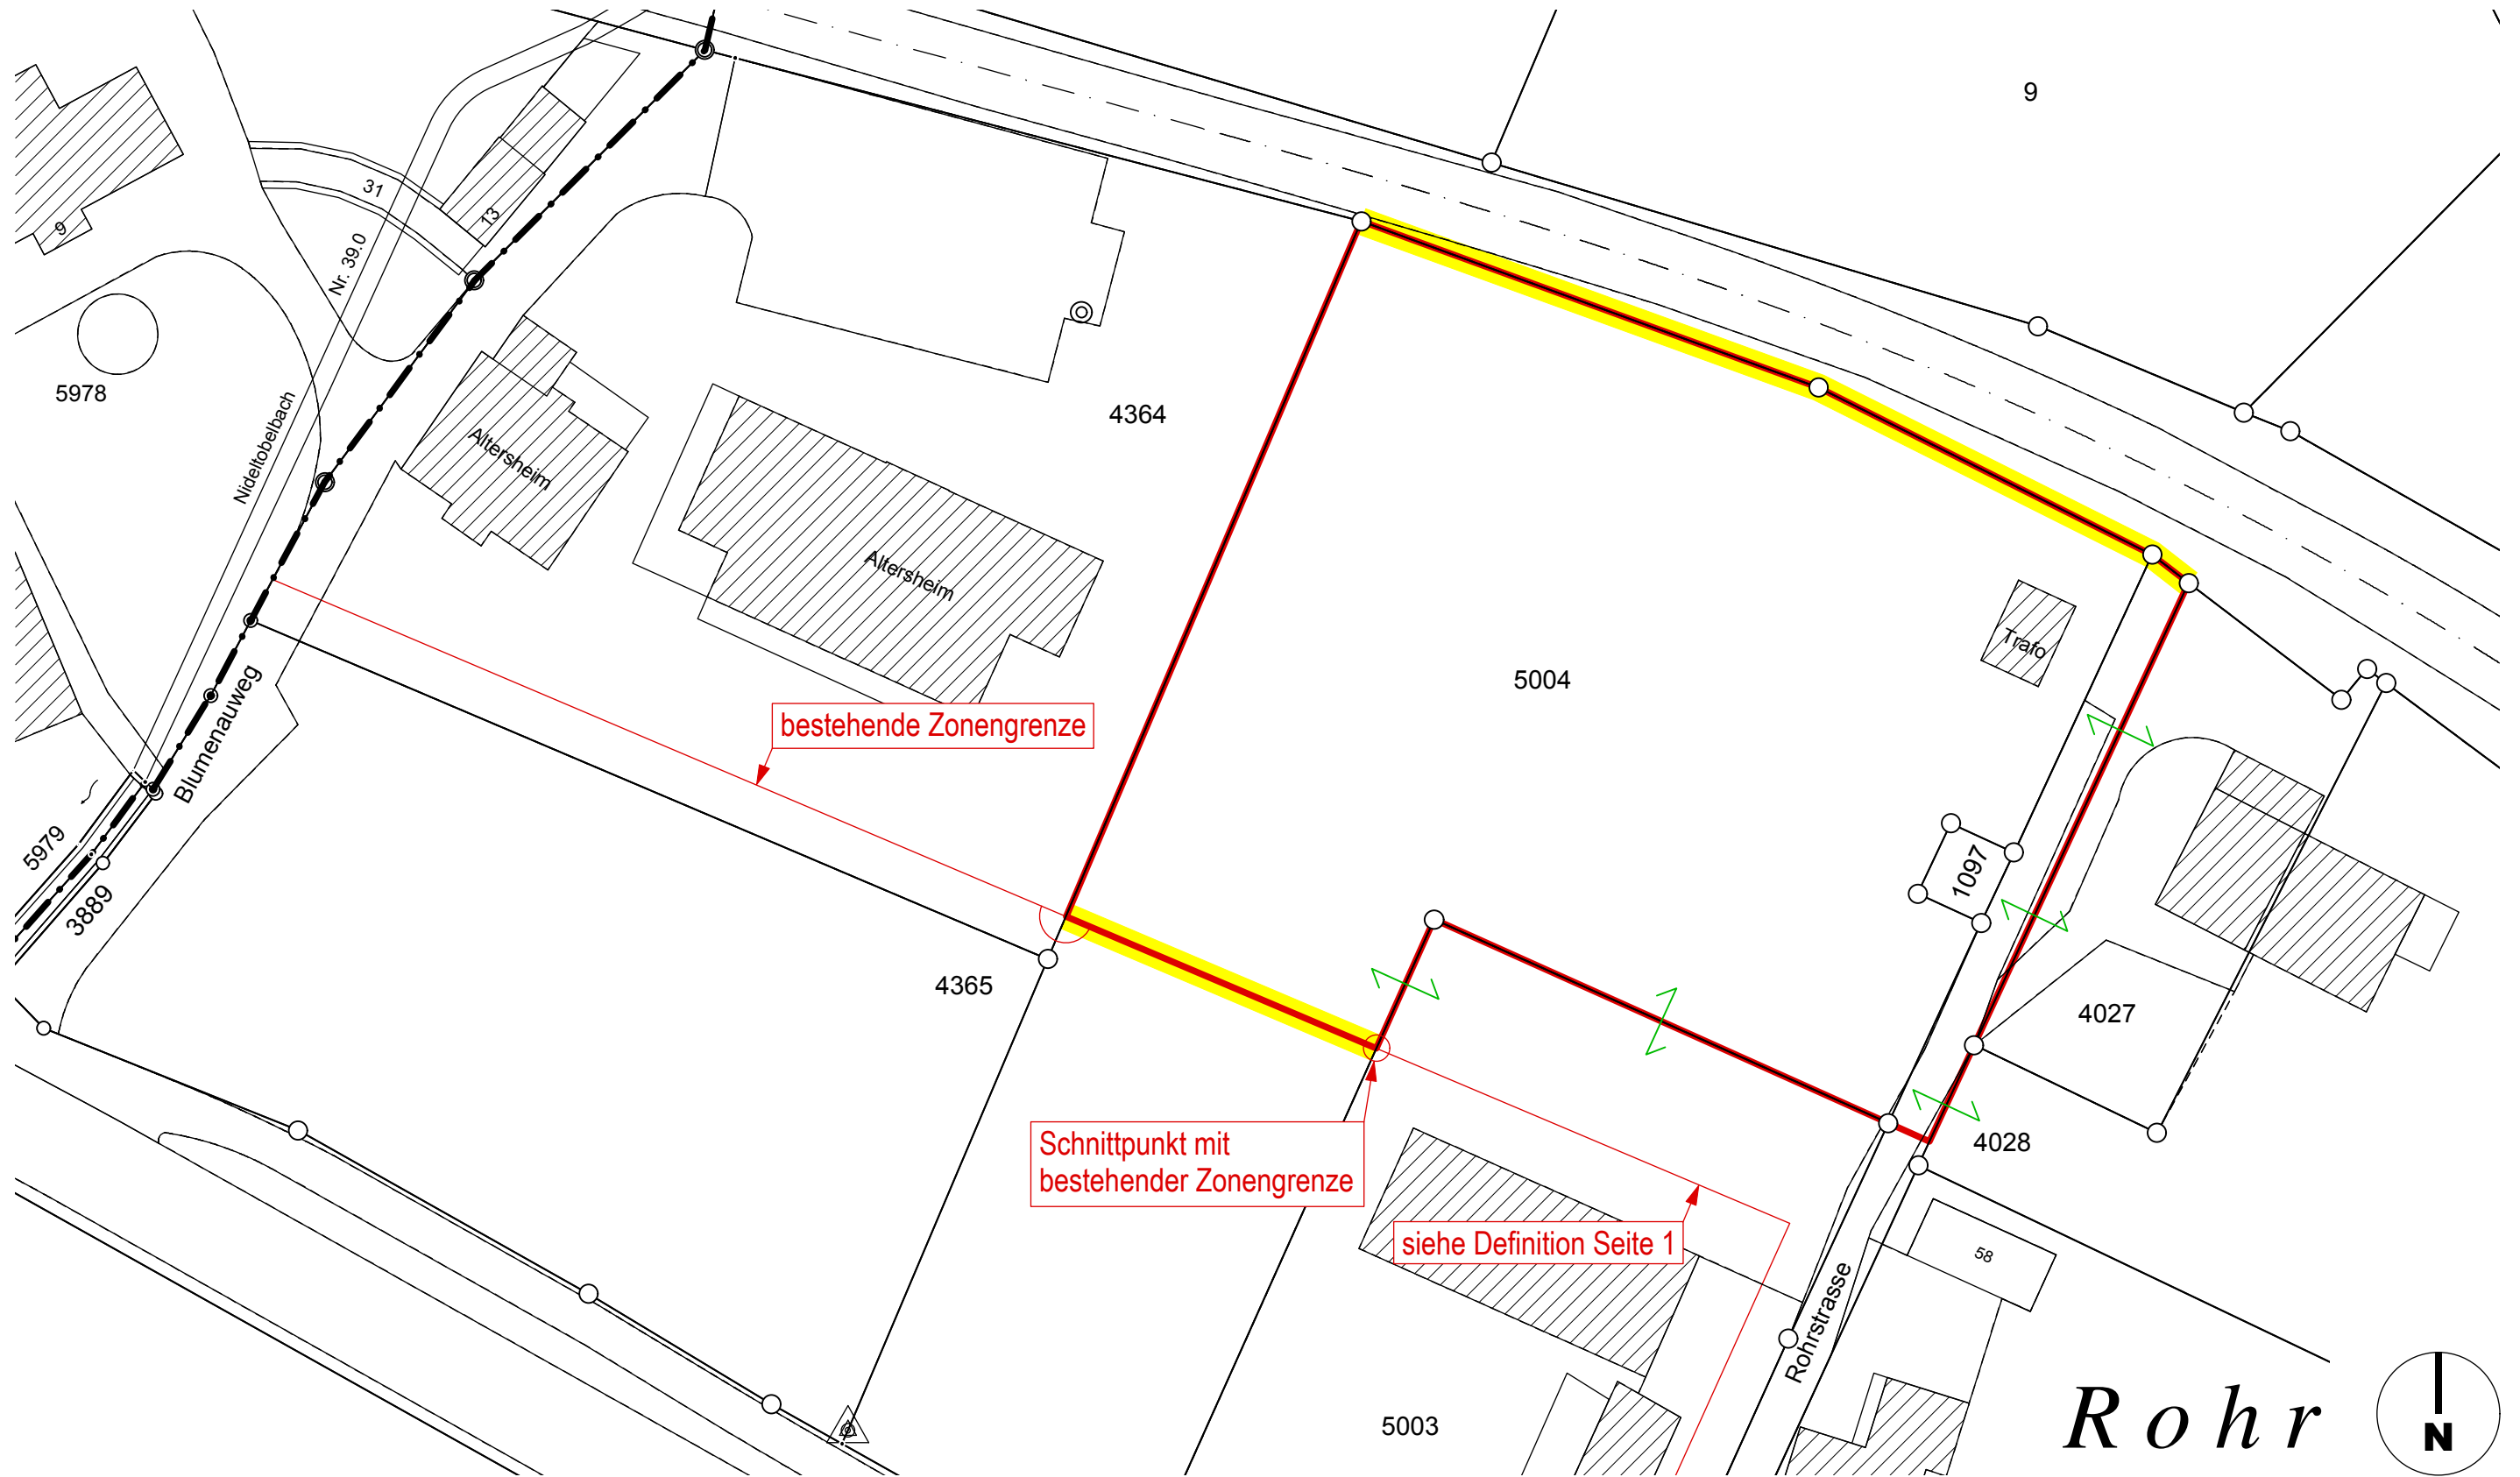 9
31
13
9
Nr. 39.0
5978
4364
Nideltobelbach
Altersheim
Altersheim
Trafo
5004
bestehende Zonengrenze
Blumenauweg
5979
3889
1097
4365
4027
Schnittpunkt mit
bestehender Zonengrenze
4028
siehe Definition Seite 1
58
Rohrstrasse
5003
Rohr
N